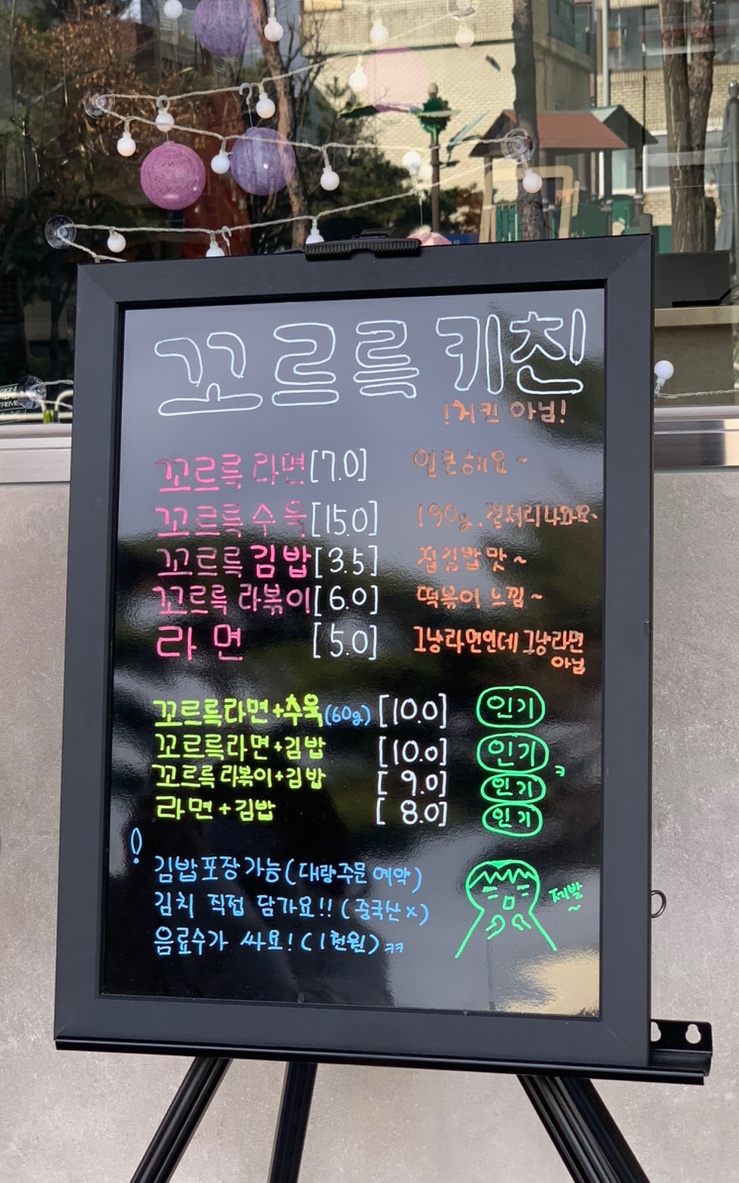 꼬르륵 키친
!치킨 아님!
꼬르륵 라면 [7.0] 얼큰해요~
꼬르륵 수육 [15.0] 190g, 겉저리나와요~
꼬르륵 김밥 [3.5] 집김밥 맛~
꼬르륵 라볶이 [6.0] 떡볶이 느낌~
라면 [5.0] 그냥라면인데 그냥라면
아님
꼬르륵라면+수육(60g) [10.0] 인기
꼬르륵라면+김밥 [10.0] 인기
ㅋ
꼬르륵 라볶이+김밥 [9.0] 인기
라면+김밥 [8.0] 인기
!
김밥포장가능(대량주문 예약)
김치 직접 담가요!! (중국산x)
음료수가 싸요! (1천원) ㅋㅋ
제발
~